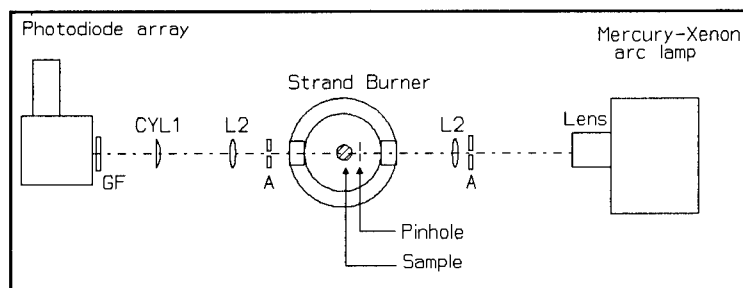 Photodiode array
Mercury-Xenon
arc lamp
Strand Burner
CYL1
L2
L2
Lens
GF
A
A
Pinhole
Sample